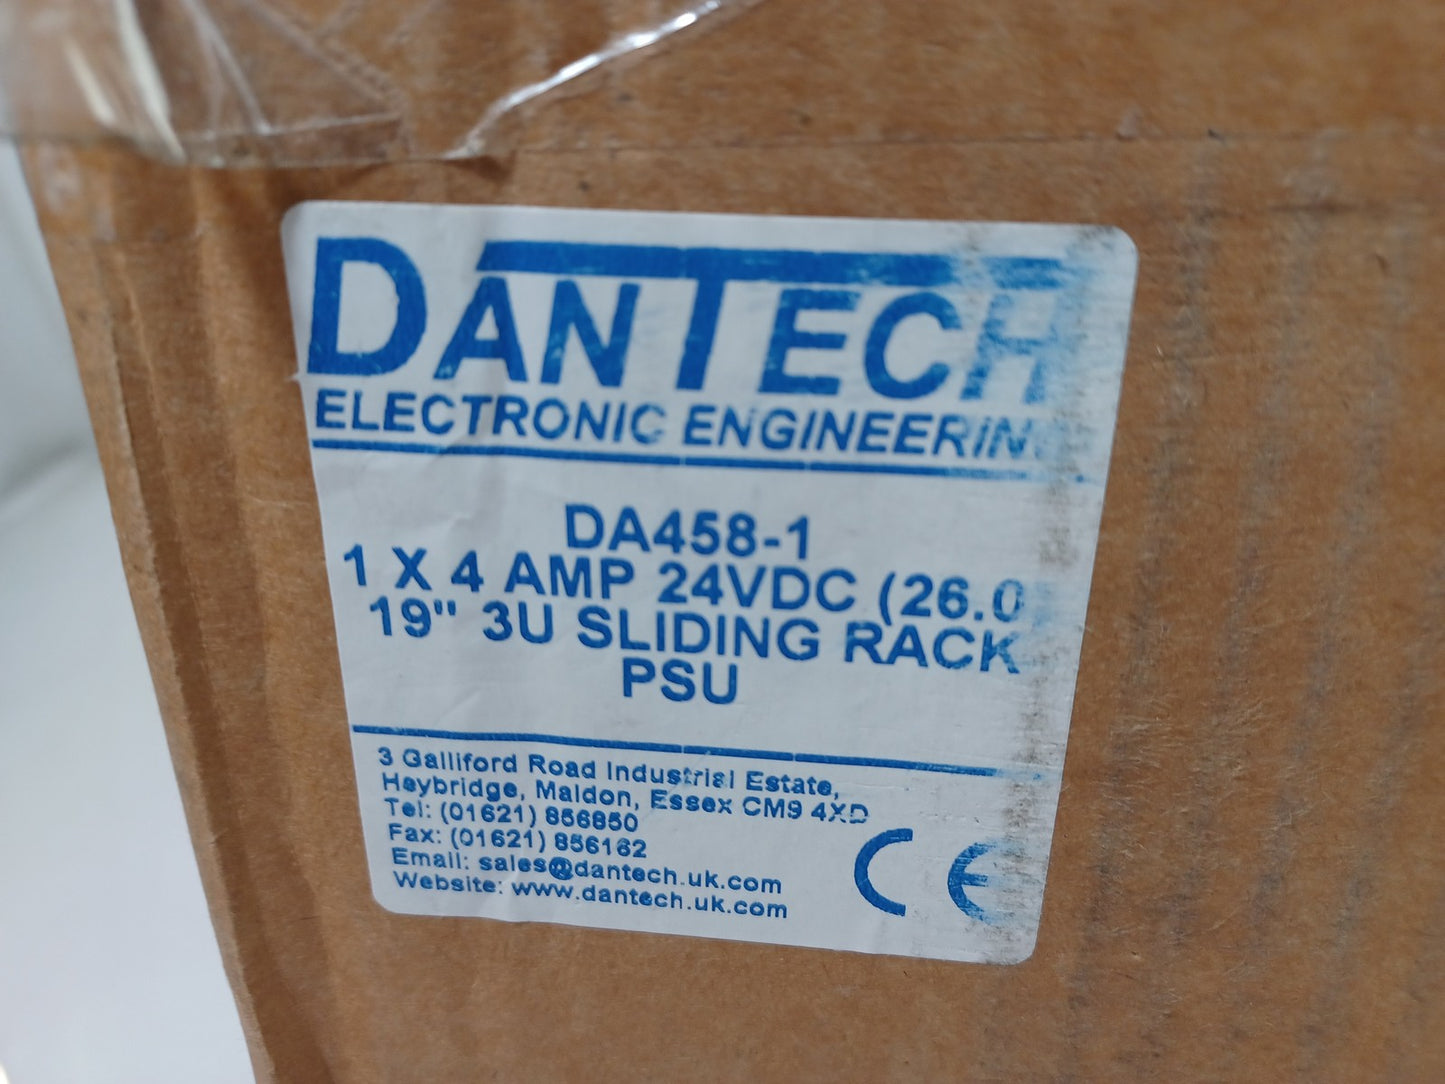 DANTECH
ELECTRONIC ENGINEERIN
DA458-1
1 X 4 AMP 24VDC (26.0
19" 3U SLIDING RACK
PSU
3 Galliford Road Industrial Estate,
Heybridge, Maldon, Essex CM9 4XD
Tel: (01621) 856850
Fax: (01621) 856162
Email: sales@dantech.uk.com
Website: www.dantech.uk.com
CE